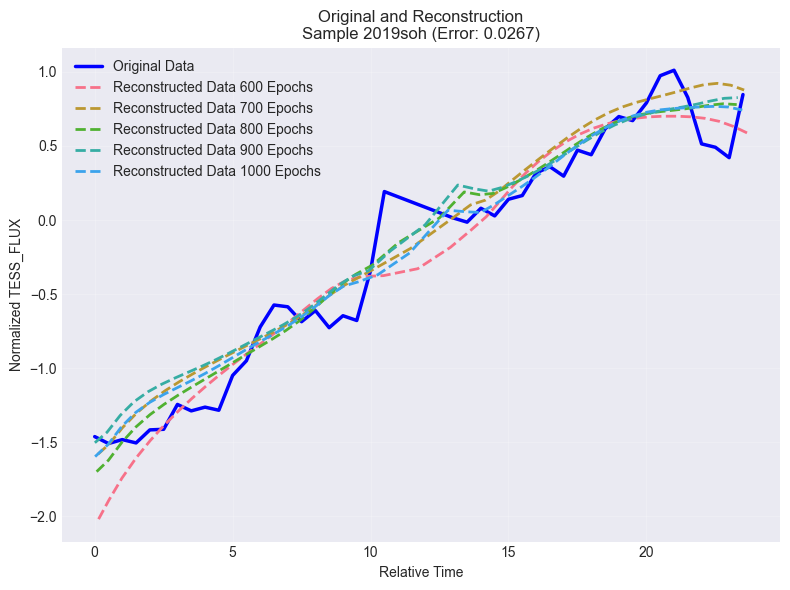 Original and Reconstruction
Sample 2019soh (Error: 0.0267)
Original Data
Reconstructed Data 600 Epochs
Reconstructed Data 700 Epochs
Reconstructed Data 800 Epochs
Reconstructed Data 900 Epochs
Reconstructed Data 1000 Epochs
Normalized TESS_FLUX
1.0
0.5
0.0
−0.5
−1.0
−1.5
−2.0
0
5
10
15
20
Relative Time